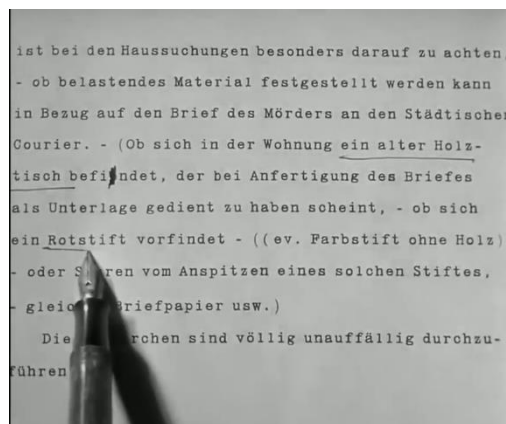 ist bei den Haussuchungen besonders darauf zu achten
- ob belastendes Material festgestellt werden kann
in Bezug auf den Brief des Mörders an den Städtischen
Courier. - (Ob sich in der Wohnung ein alter Holz-
tisch befindet, der bei Anfertigung des Briefes
als Unterlage gedient zu haben scheint, - ob sich
ein Rotstift vorfindet - ((ev. Farbstift ohne Holz)
- oder vom Anspitzen eines solchen Stiftes,
- Briefpapier usw.)
Die sind völlig unauffällig durchzu-
führen